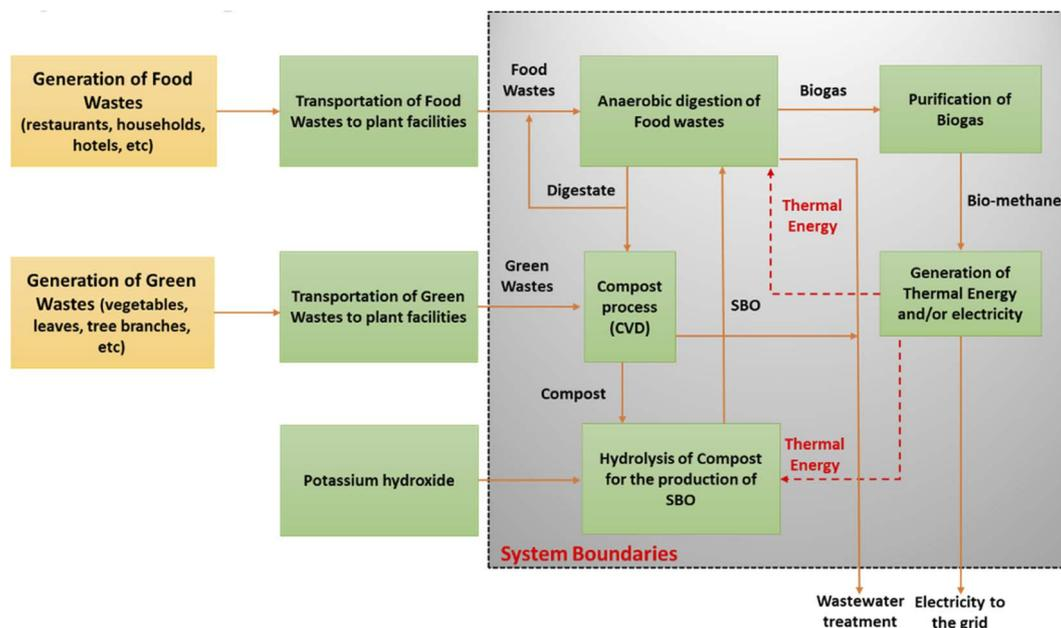 Generation of Food
Wastes
(restaurants, households,
hotels, etc)
Transportation of Food
Wastes to plant facilities
Food
Wastes
Anaerobic digestion of
Food wastes
Biogas
Purification of
Biogas
Digestate
Thermal
Energy
Bio-methane
Generation of Green
Wastes (vegetables,
leaves, tree branches,
etc)
Transportation of Green
Wastes to plant facilities
Green
Wastes
Compost
process
(CVD)
SBO
Generation of
Thermal Energy
and/or electricity
Compost
Potassium hydroxide
Hydrolysis of Compost
for the production of
SBO
Thermal
Energy
System Boundaries
Wastewater
treatment
Electricity to
the grid